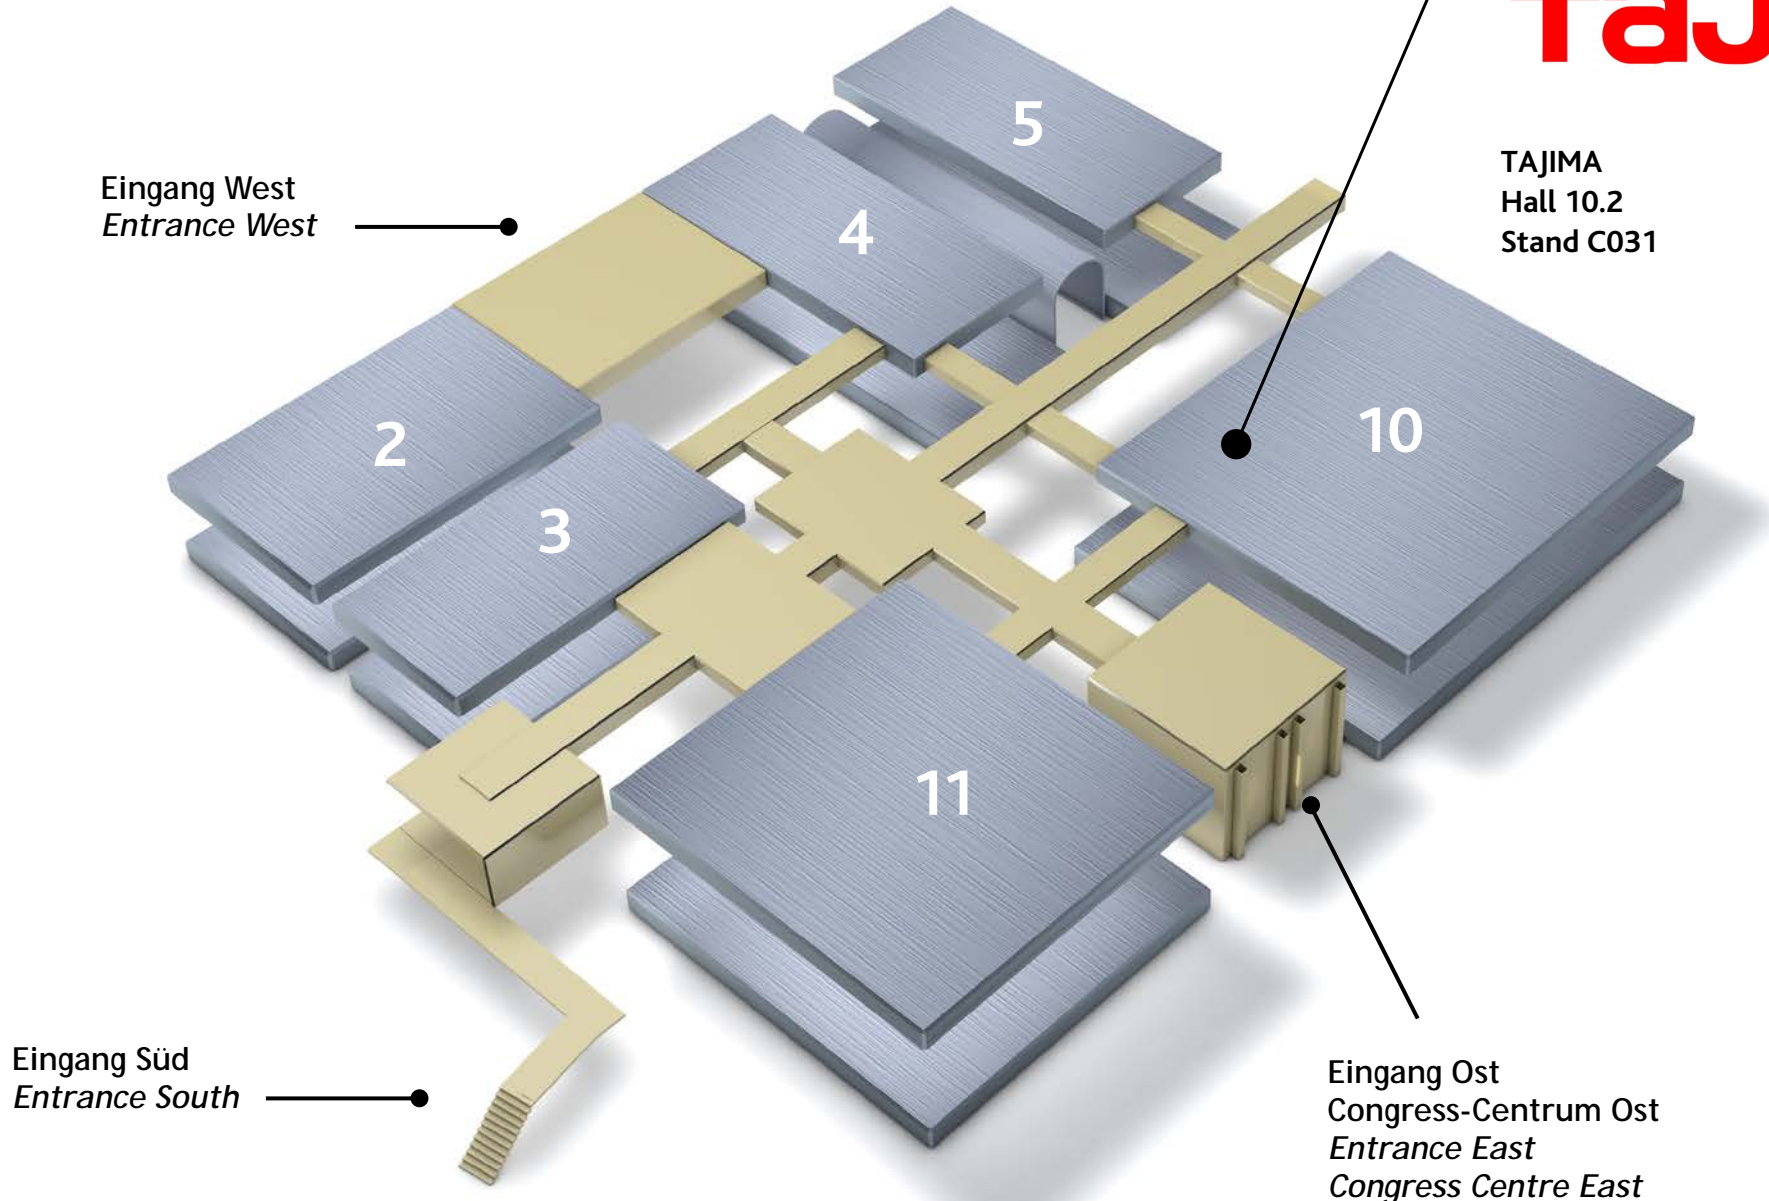 TAJIMA
Hall 10.2
Stand C031
5
Eingang West
Entrance West
4
2
10
3
11
Eingang Süd
Entrance South
Eingang Ost
Congress-Centrum Ost
Entrance East
Congress Centre East